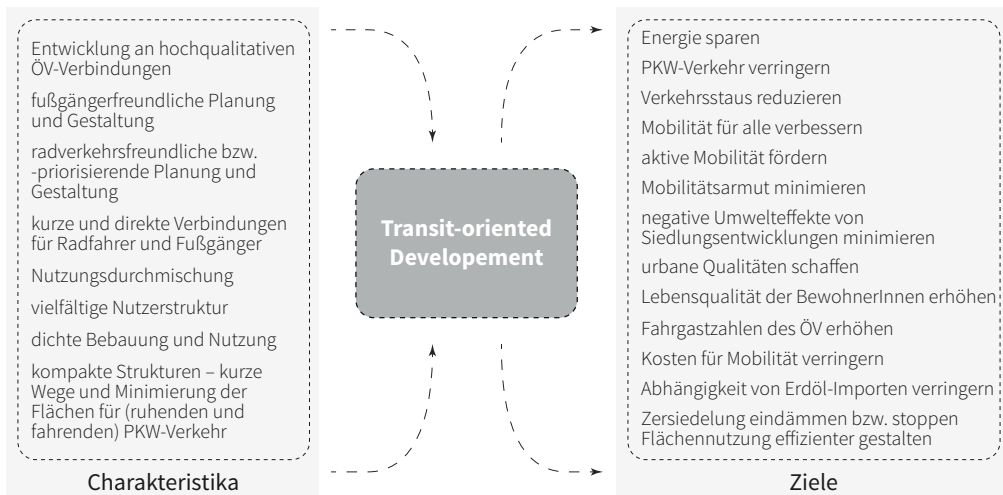 Entwicklung an hochqualitativen
ÖV-Verbindungen
fußgängerfreundliche Planung
und Gestaltung
radverkehrsfreundliche bzw.
-priorisierende Planung und
Gestaltung
kurze und direkte Verbindungen
für Radfahrer und Fußgänger
Nutzungsdurchmischung
vielfältige Nutzerstruktur
dichte Bebauung und Nutzung
kompakte Strukturen – kurze
Wege und Minimierung der
Flächen für (ruhenden und
fahrenden) PKW-Verkehr
Charakteristika
Transit-oriented
Developement
Energie sparen
PKW-Verkehr verringern
Verkehrsstaus reduzieren
Mobilität für alle verbessern
aktive Mobilität fördern
Mobilitätsarmut minimieren
negative Umwelteffekte von
Siedlungsentwicklungen minimieren
urbane Qualitäten schaffen
Lebensqualität der BewohnerInnen erhöhen
Fahrgastzahlen des ÖV erhöhen
Kosten für Mobilität verringern
Abhängigkeit von Erdöl-Importen verringern
Zersiedelung eindämmen bzw. stoppen
Flächennutzung effizienter gestalten
Ziele